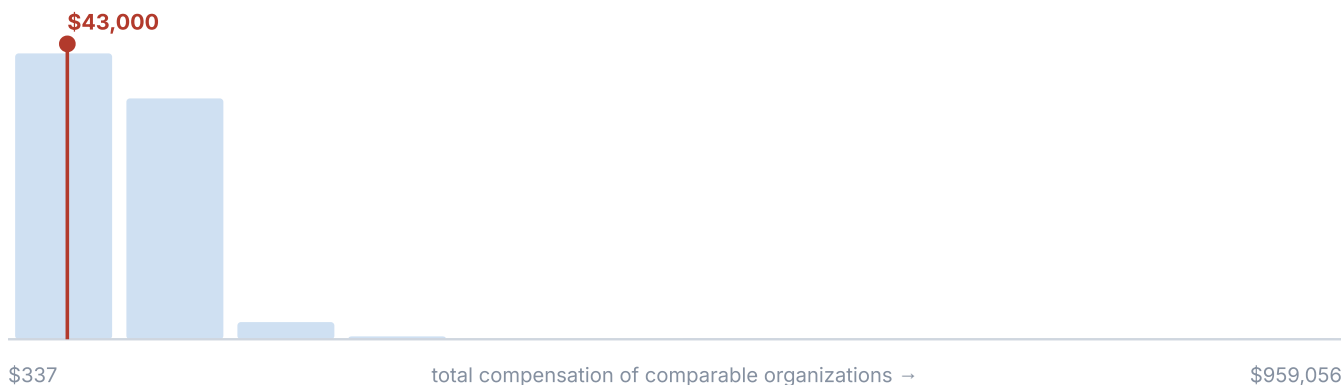 $43,000
$337 total compensation of comparable organizations → $959,056